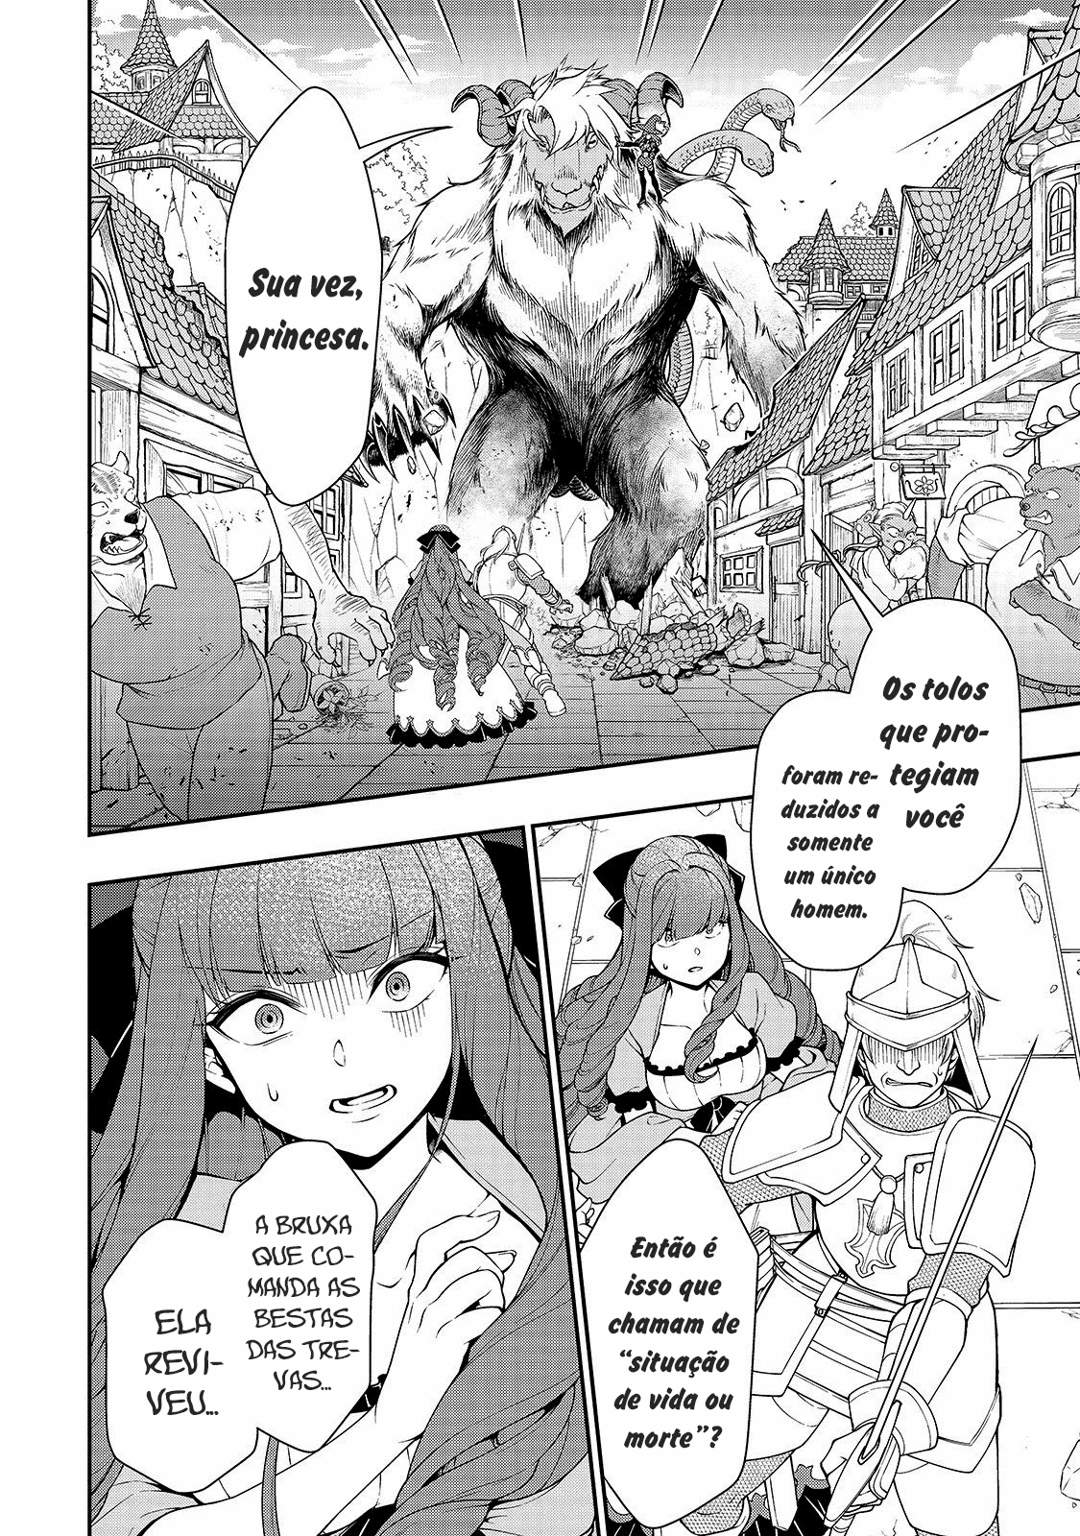 Sua vez,
princesa.
Os tolos
que pro-
tegiam
você
foram re-
duzidos a
somente
um único
homem.
Então é
isso que
chamam de
“situação
de vida ou
morte”?
A BRUXA
QUE CO-
MANDA AS
BESTAS
DAS TRE-
VAS...
ELA
REVI-
VEU...